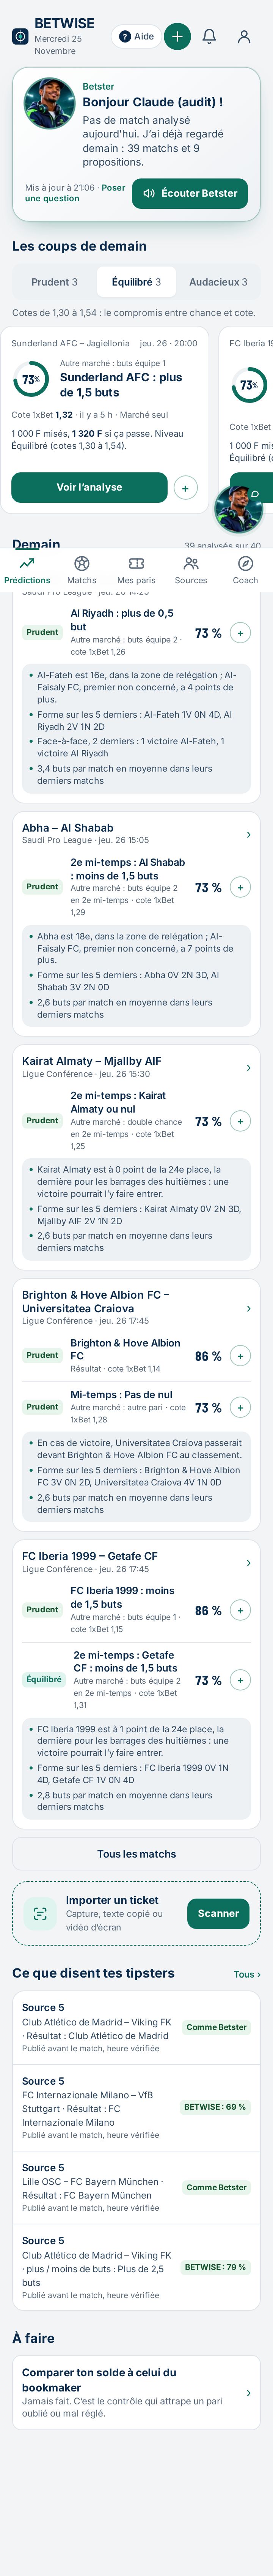 BETWISE
Mercredi 25
Novembre
? Aide
Betster
Bonjour Claude (audit) !
Pas de match analysé
aujourd’hui. J’ai déjà regardé
demain : 39 matchs et 9
propositions.
Mis à jour à 21:06 · Poser
une question
Écouter Betster
Les coups de demain
Prudent 3
Équilibré 3
Audacieux 3
Cotes de 1,30 à 1,54 : le compromis entre chance et cote.
Sunderland AFC – Jagiellonia jeu. 26 · 20:00
73%
Autre marché : buts équipe 1
Sunderland AFC : plus
de 1,5 buts
Cote 1xBet 1,32 · il y a 5 h · Marché seul
1 000 F misés, 1 320 F si ça passe. Niveau
Équilibré (cotes 1,30 à 1,54).
Voir l’analyse
+
FC Iberia 19
73%
Cote 1xBet
1 000 F mis
Équilibré (c
Demain
39 analysés sur 40
Prédictions
Matchs
Mes paris
Sources
Coach
Saudi Pro League · jeu. 26 14:25
Prudent
Al Riyadh : plus de 0,5
but
Autre marché : buts équipe 2 ·
cote 1xBet 1,26
73 %
+
• Al-Fateh est 16e, dans la zone de relégation ; Al-
Faisaly FC, premier non concerné, a 4 points de
plus.
• Forme sur les 5 derniers : Al-Fateh 1V 0N 4D, Al
Riyadh 2V 1N 2D
• Face-à-face, 2 derniers : 1 victoire Al-Fateh, 1
victoire Al Riyadh
• 3,4 buts par match en moyenne dans leurs
derniers matchs
Abha – Al Shabab
Saudi Pro League · jeu. 26 15:05
›
Prudent
2e mi-temps : Al Shabab
: moins de 1,5 buts
Autre marché : buts équipe 2
en 2e mi-temps · cote 1xBet
1,29
73 %
+
• Abha est 18e, dans la zone de relégation ; Al-
Faisaly FC, premier non concerné, a 7 points de
plus.
• Forme sur les 5 derniers : Abha 0V 2N 3D, Al
Shabab 3V 2N 0D
• 2,6 buts par match en moyenne dans leurs
derniers matchs
Kairat Almaty – Mjallby AIF
Ligue Conférence · jeu. 26 15:30
›
Prudent
2e mi-temps : Kairat
Almaty ou nul
Autre marché : double chance
en 2e mi-temps · cote 1xBet
1,25
73 %
+
• Kairat Almaty est à 0 point de la 24e place, la
dernière pour les barrages des huitièmes : une
victoire pourrait l’y faire entrer.
• Forme sur les 5 derniers : Kairat Almaty 0V 2N 3D,
Mjallby AIF 2V 1N 2D
• 2,6 buts par match en moyenne dans leurs
derniers matchs
Brighton & Hove Albion FC –
Universitatea Craiova
Ligue Conférence · jeu. 26 17:45
›
Prudent
Brighton & Hove Albion
FC
Résultat · cote 1xBet 1,14
86 %
+
Prudent
Mi-temps : Pas de nul
Autre marché : autre pari · cote
1xBet 1,28
73 %
+
• En cas de victoire, Universitatea Craiova passerait
devant Brighton & Hove Albion FC au classement.
• Forme sur les 5 derniers : Brighton & Hove Albion
FC 3V 0N 2D, Universitatea Craiova 4V 1N 0D
• 2,6 buts par match en moyenne dans leurs
derniers matchs
FC Iberia 1999 – Getafe CF
Ligue Conférence · jeu. 26 17:45
›
Prudent
FC Iberia 1999 : moins
de 1,5 buts
Autre marché : buts équipe 1 ·
cote 1xBet 1,15
86 %
+
Équilibré
2e mi-temps : Getafe
CF : moins de 1,5 buts
Autre marché : buts équipe 2
en 2e mi-temps · cote 1xBet
1,31
73 %
+
• FC Iberia 1999 est à 1 point de la 24e place, la
dernière pour les barrages des huitièmes : une
victoire pourrait l’y faire entrer.
• Forme sur les 5 derniers : FC Iberia 1999 0V 1N
4D, Getafe CF 1V 0N 4D
• 2,8 buts par match en moyenne dans leurs
derniers matchs
Tous les matchs
Importer un ticket
Capture, texte copié ou
vidéo d’écran
Scanner
Ce que disent tes tipsters
Tous ›
Source 5
Club Atlético de Madrid – Viking FK
· Résultat : Club Atlético de Madrid
Publié avant le match, heure vérifiée
Comme Betster
Source 5
FC Internazionale Milano – VfB
Stuttgart · Résultat : FC
Internazionale Milano
Publié avant le match, heure vérifiée
BETWISE : 69 %
Source 5
Lille OSC – FC Bayern München ·
Résultat : FC Bayern München
Publié avant le match, heure vérifiée
Comme Betster
Source 5
Club Atlético de Madrid – Viking FK
· plus / moins de buts : Plus de 2,5
buts
Publié avant le match, heure vérifiée
BETWISE : 79 %
À faire
Comparer ton solde à celui du
bookmaker
Jamais fait. C’est le contrôle qui attrape un pari
oublié ou mal réglé.
›